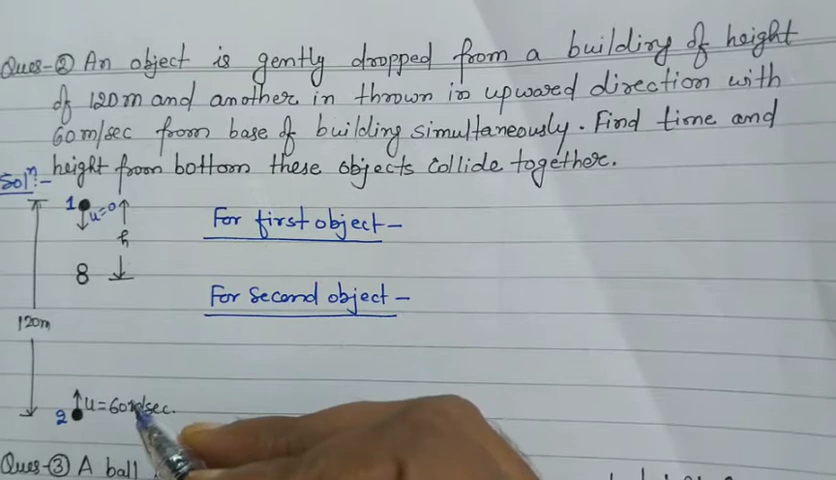 Ques-② An object is gently dropped from a building of height
of 120m and another in thrown in upward direction with
60m/sec from base of building simultaneously. Find time and
height from bottom these objects collide together.
Solⁿ:-
1 u=0
h
8
120m
2 u=60m/sec.
For first object-
For second object-
Ques-③ A ball